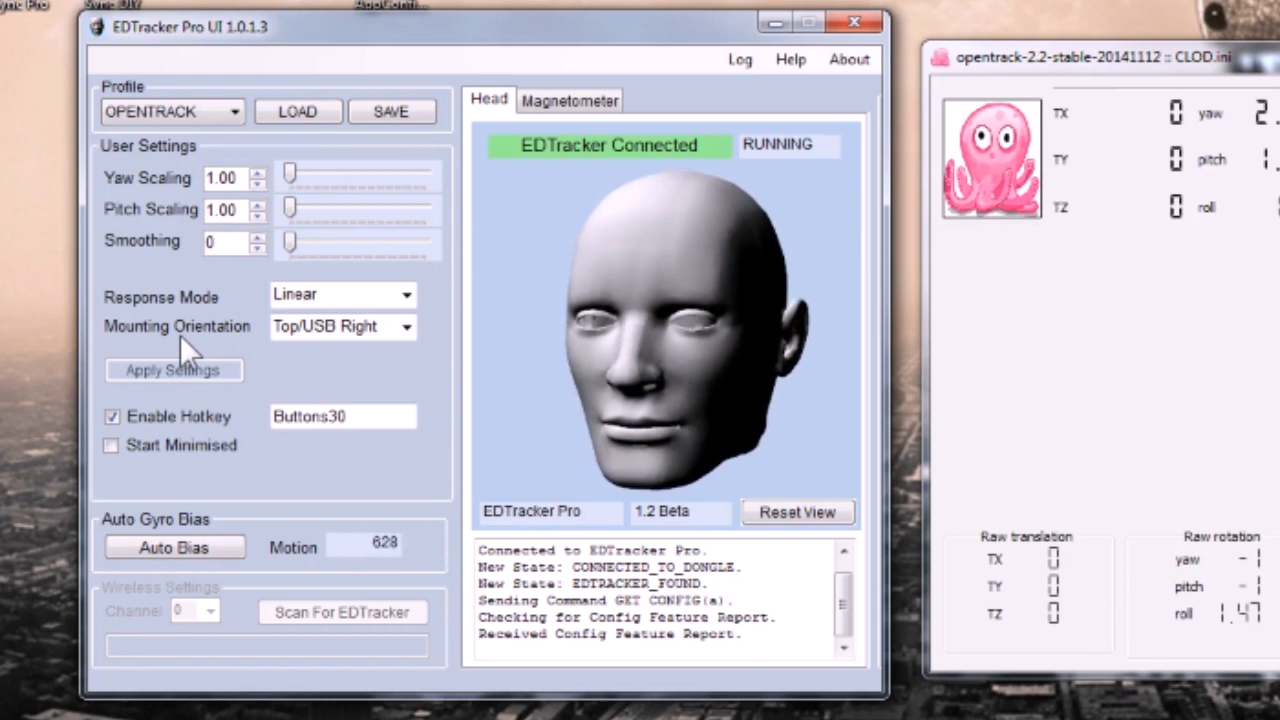 Sync DIY
EDTracker Pro UI 1.0.1.3
Log Help About
Profile
OPENTRACK LOAD SAVE
User Settings
Yaw Scaling 1.00
Pitch Scaling 1.00
Smoothing 0
Response Mode Linear
Mounting Orientation Top/USB Right
Apply Settings
Enable Hotkey Buttons30
Start Minimised
Auto Gyro Bias
Auto Bias Motion 628
Wireless Settings
Channel 0 Scan For EDTracker
Head Magnetometer
EDTracker Connected RUNNING
EDTracker Pro 1.2 Beta Reset View
Connected to EDTracker Pro.
New State: CONNECTED_TO_DONGLE.
New State: EDTRACKER_FOUND.
Sending Command GET CONFIG(a).
Checking for Config Feature Report.
Received Config Feature Report.
opentrack-2.2-stable-20141112 :: CLOD.ini
TX 0 yaw 2.
TY 0 pitch 1.
TZ 0 roll
Raw translation
TX 0
TY 0
TZ 0
Raw rotation
yaw -1
pitch -1
roll 1.47